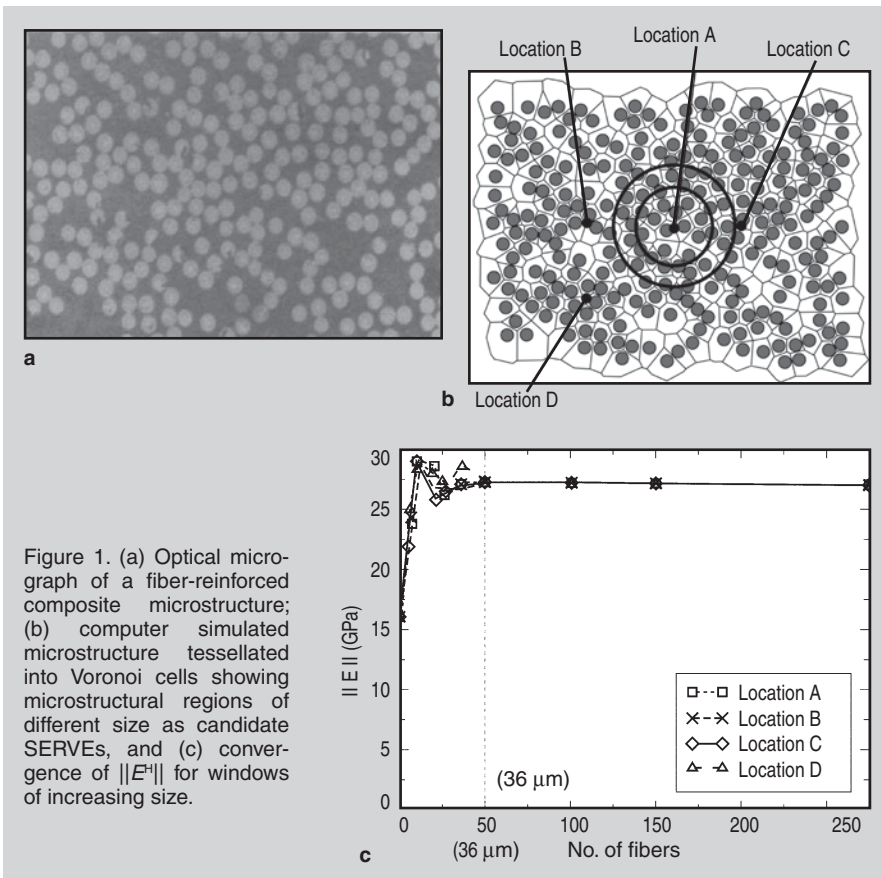 Location B
Location A
Location C
a
b
Location D
Figure 1. (a) Optical micro-
graph of a fiber-reinforced
composite microstructure;
(b) computer simulated
microstructure tessellated
into Voronoi cells showing
microstructural regions of
different size as candidate
SERVEs, and (c) conver-
gence of ||Eᴴ|| for windows
of increasing size.
30
25
20
15
10
5
0
|| E || (GPa)
Location A
Location B
Location C
Location D
(36 μm)
0 50 100 150 200 250
(36 μm) No. of fibers
c